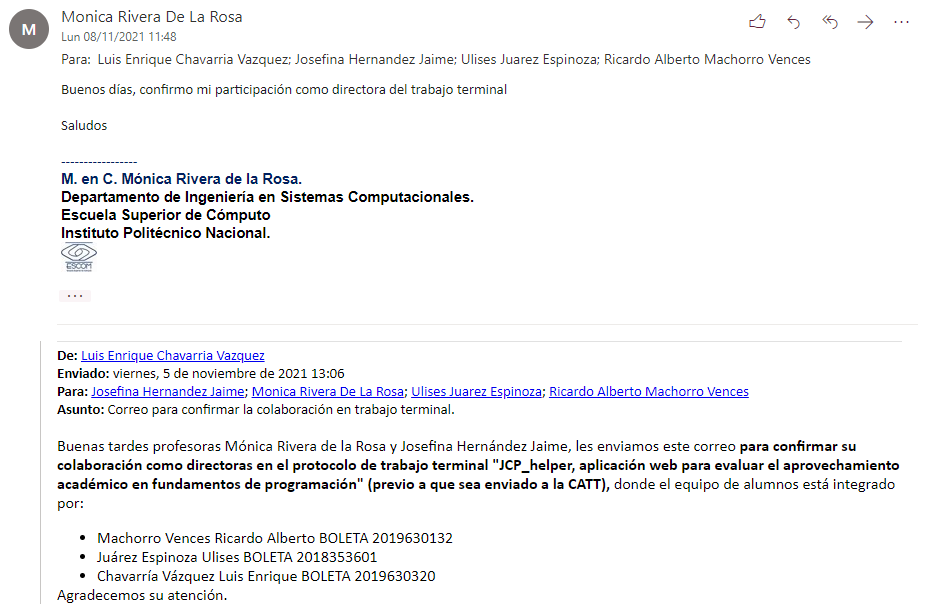 M
Monica Rivera De La Rosa
Lun 08/11/2021 11:48
Para: Luis Enrique Chavarria Vazquez; Josefina Hernandez Jaime; Ulises Juarez Espinoza; Ricardo Alberto Machorro Vences
Buenos días, confirmo mi participación como directora del trabajo terminal
Saludos
-----------------
M. en C. Mónica Rivera de la Rosa.
Departamento de Ingeniería en Sistemas Computacionales.
Escuela Superior de Cómputo
Instituto Politécnico Nacional.
ESCOM
De: Luis Enrique Chavarria Vazquez
Enviado: viernes, 5 de noviembre de 2021 13:06
Para: Josefina Hernandez Jaime; Monica Rivera De La Rosa; Ulises Juarez Espinoza; Ricardo Alberto Machorro Vences
Asunto: Correo para confirmar la colaboración en trabajo terminal.
Buenas tardes profesoras Mónica Rivera de la Rosa y Josefina Hernández Jaime, les enviamos este correo para confirmar su
colaboración como directoras en el protocolo de trabajo terminal "JCP_helper, aplicación web para evaluar el aprovechamiento
académico en fundamentos de programación" (previo a que sea enviado a la CATT), donde el equipo de alumnos está integrado
por:
• Machorro Vences Ricardo Alberto BOLETA 2019630132
• Juárez Espinoza Ulises BOLETA 2018353601
• Chavarría Vázquez Luis Enrique BOLETA 2019630320
Agradecemos su atención.